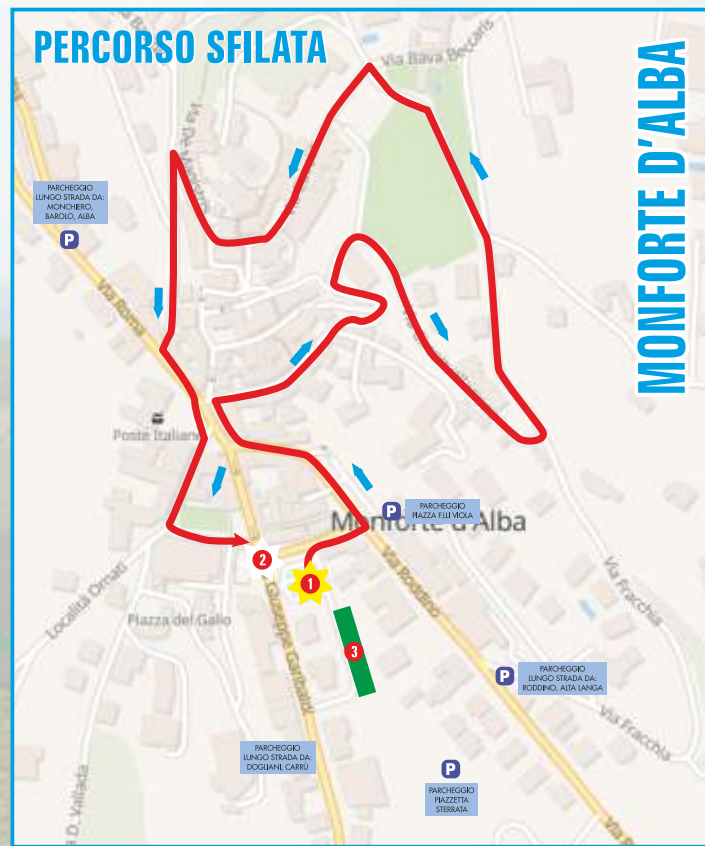 PERCORSO SFILATA
MONFORTE D'ALBA
Via Bava Beccaris
PARCHEGGIO
LUNGO STRADA DA:
MONCHIERO,
BAROLO, ALBA
P
Via Roma
Poste Italiane
P
PARCHEGGIO
PIAZZA F.LLI VIOLA
Monforte d'Alba
2
1
3
Località Ornati
Piazza del Gallo
Giuseppe Garibaldi
Via Roddino
Via Fracchia
P
PARCHEGGIO
LUNGO STRADA DA:
RODDINO, ALTA LANGA
Via Fracchia
PARCHEGGIO
LUNGO STRADA DA:
DOGLIANI, CARRÙ
P
PARCHEGGIO
PIAZZETTA
STERRATA
Via D. Vallada